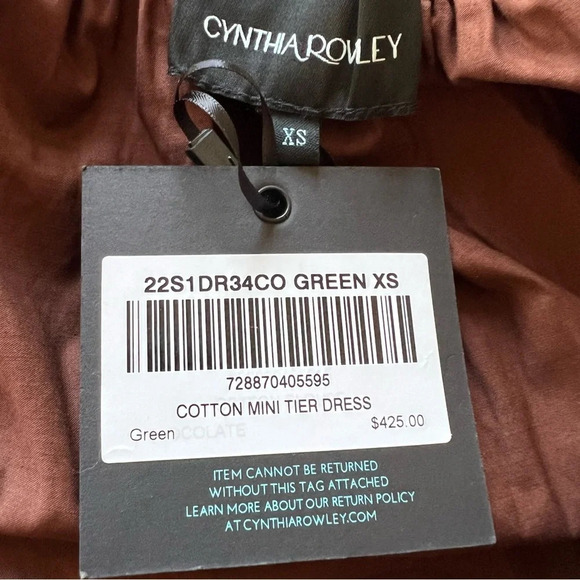 CYNTHIA ROWLEY
XS
22S1DR34CO GREEN XS
728870405595
COTTON MINI TIER DRESS
Green OCOLATE $425.00
ITEM CANNOT BE RETURNED
WITHOUT THIS TAG ATTACHED
LEARN MORE ABOUT OUR RETURN POLICY
AT CYNTHIAROWLEY.COM